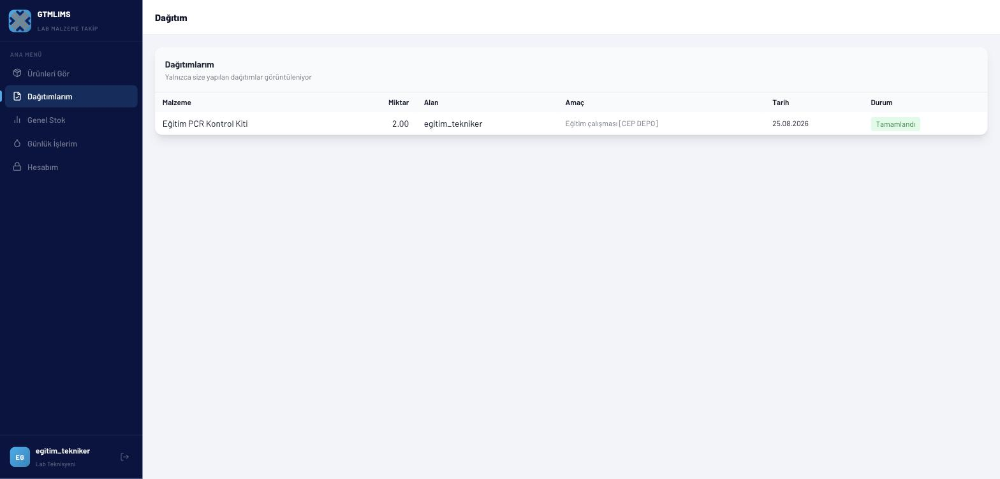 GTMLIMS
LAB MALZEME TAKİP
ANA MENÜ
Ürünleri Gör
Dağıtımlarım
Genel Stok
Günlük İşlerim
Hesabım
EG
egitim_tekniker
Lab Teknisyeni
Dağıtım
Dağıtımlarım
Yalnızca size yapılan dağıtımlar görüntüleniyor
Malzeme Miktar Alan Amaç Tarih Durum
Eğitim PCR Kontrol Kiti 2.00 egitim_tekniker Eğitim çalışması [CEP DEPO] 25.08.2026 Tamamlandı